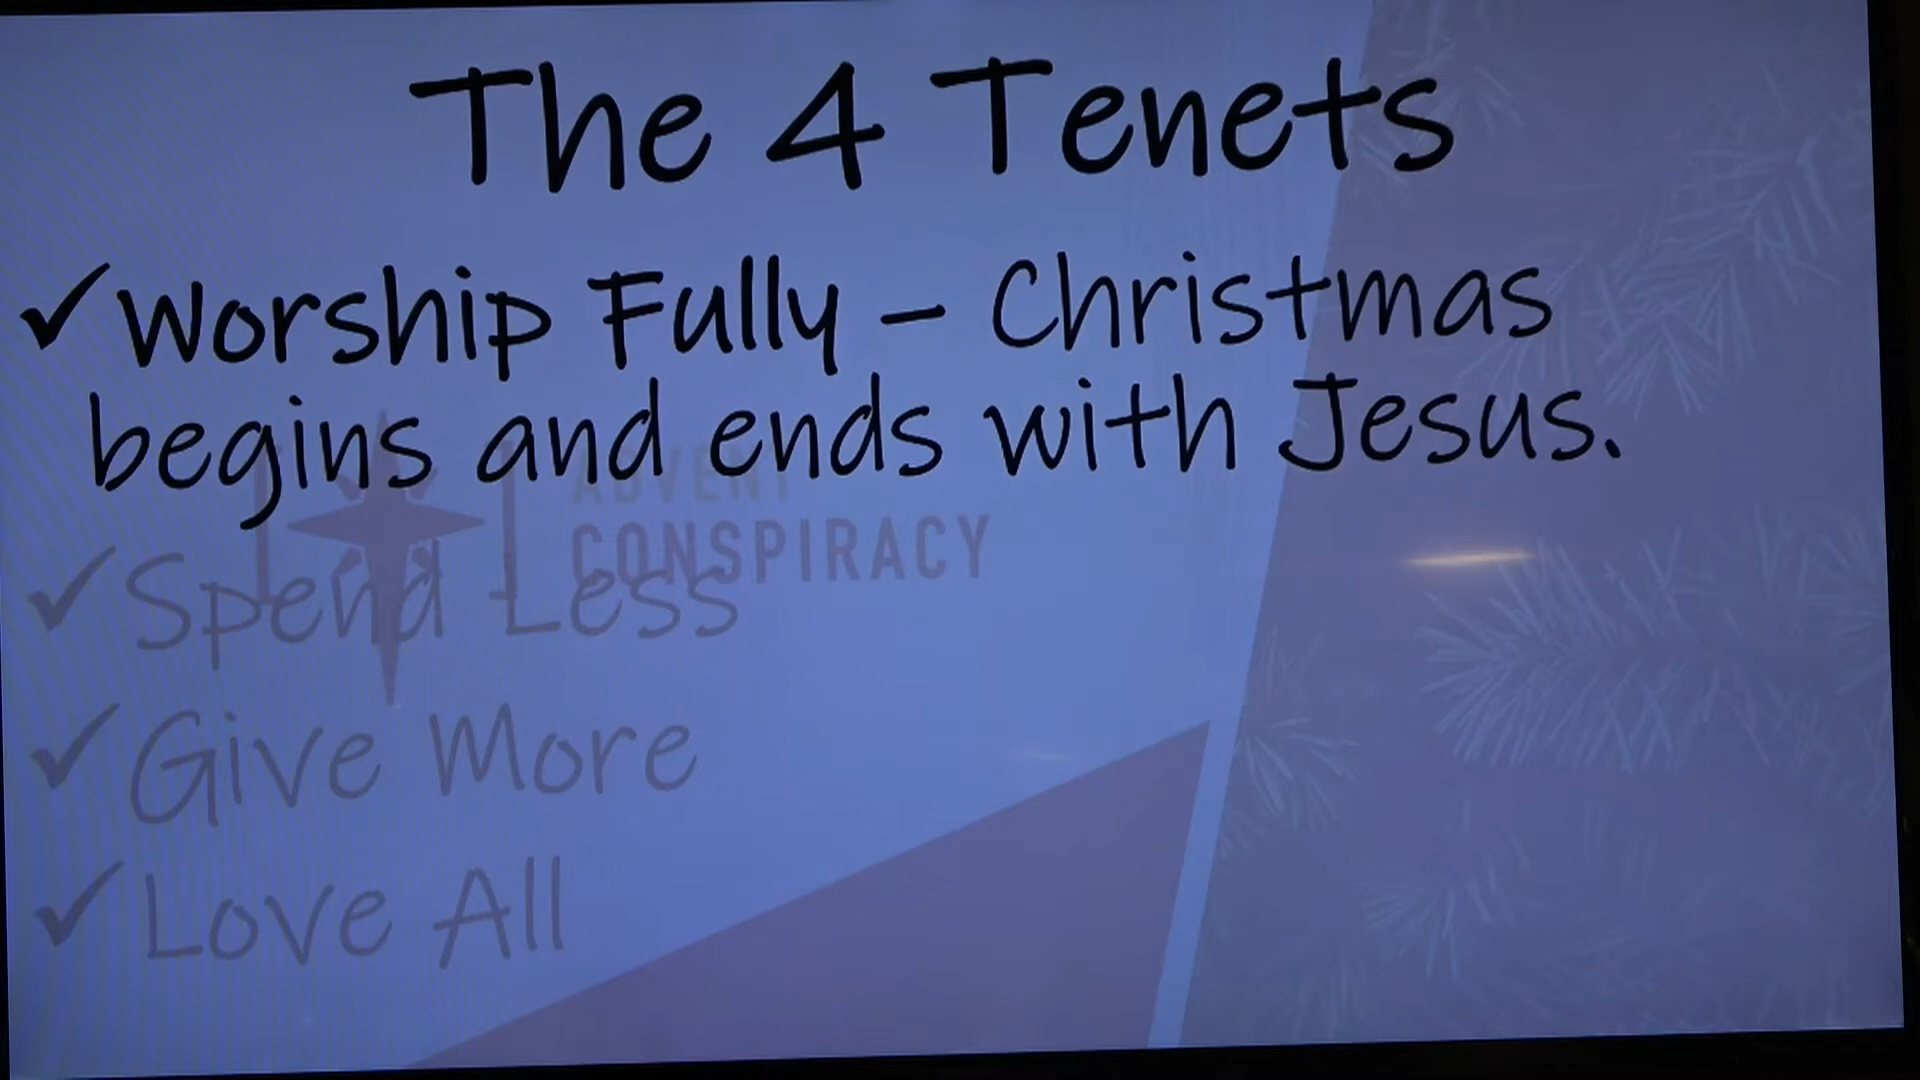 The 4 Tenets
✓Worship Fully – Christmas
begins and ends with Jesus.
ADVENT
CONSPIRACY
✓Spend Less
✓Give More
✓Love All